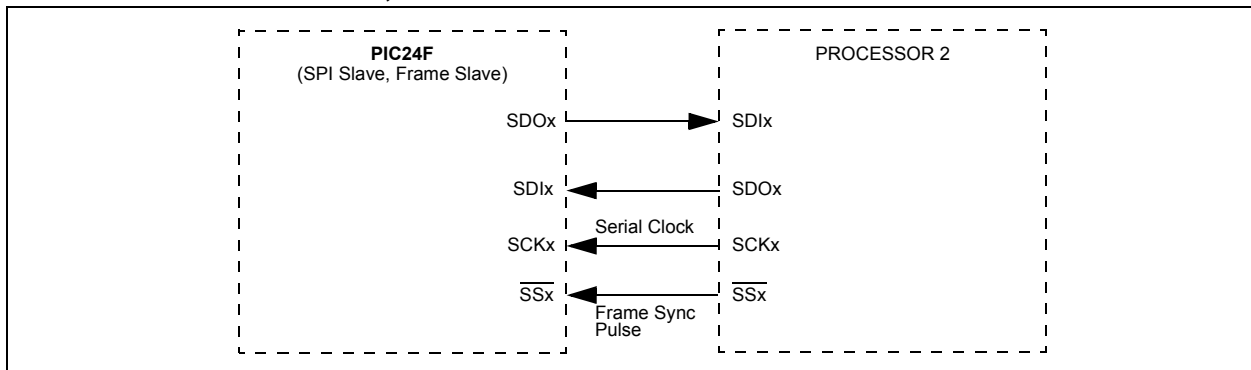 PIC24F
(SPI Slave, Frame Slave)
PROCESSOR 2
SDOx
SDIx
SDIx
SDOx
Serial Clock
SCKx
SCKx
SSx
SSx
Frame Sync
Pulse